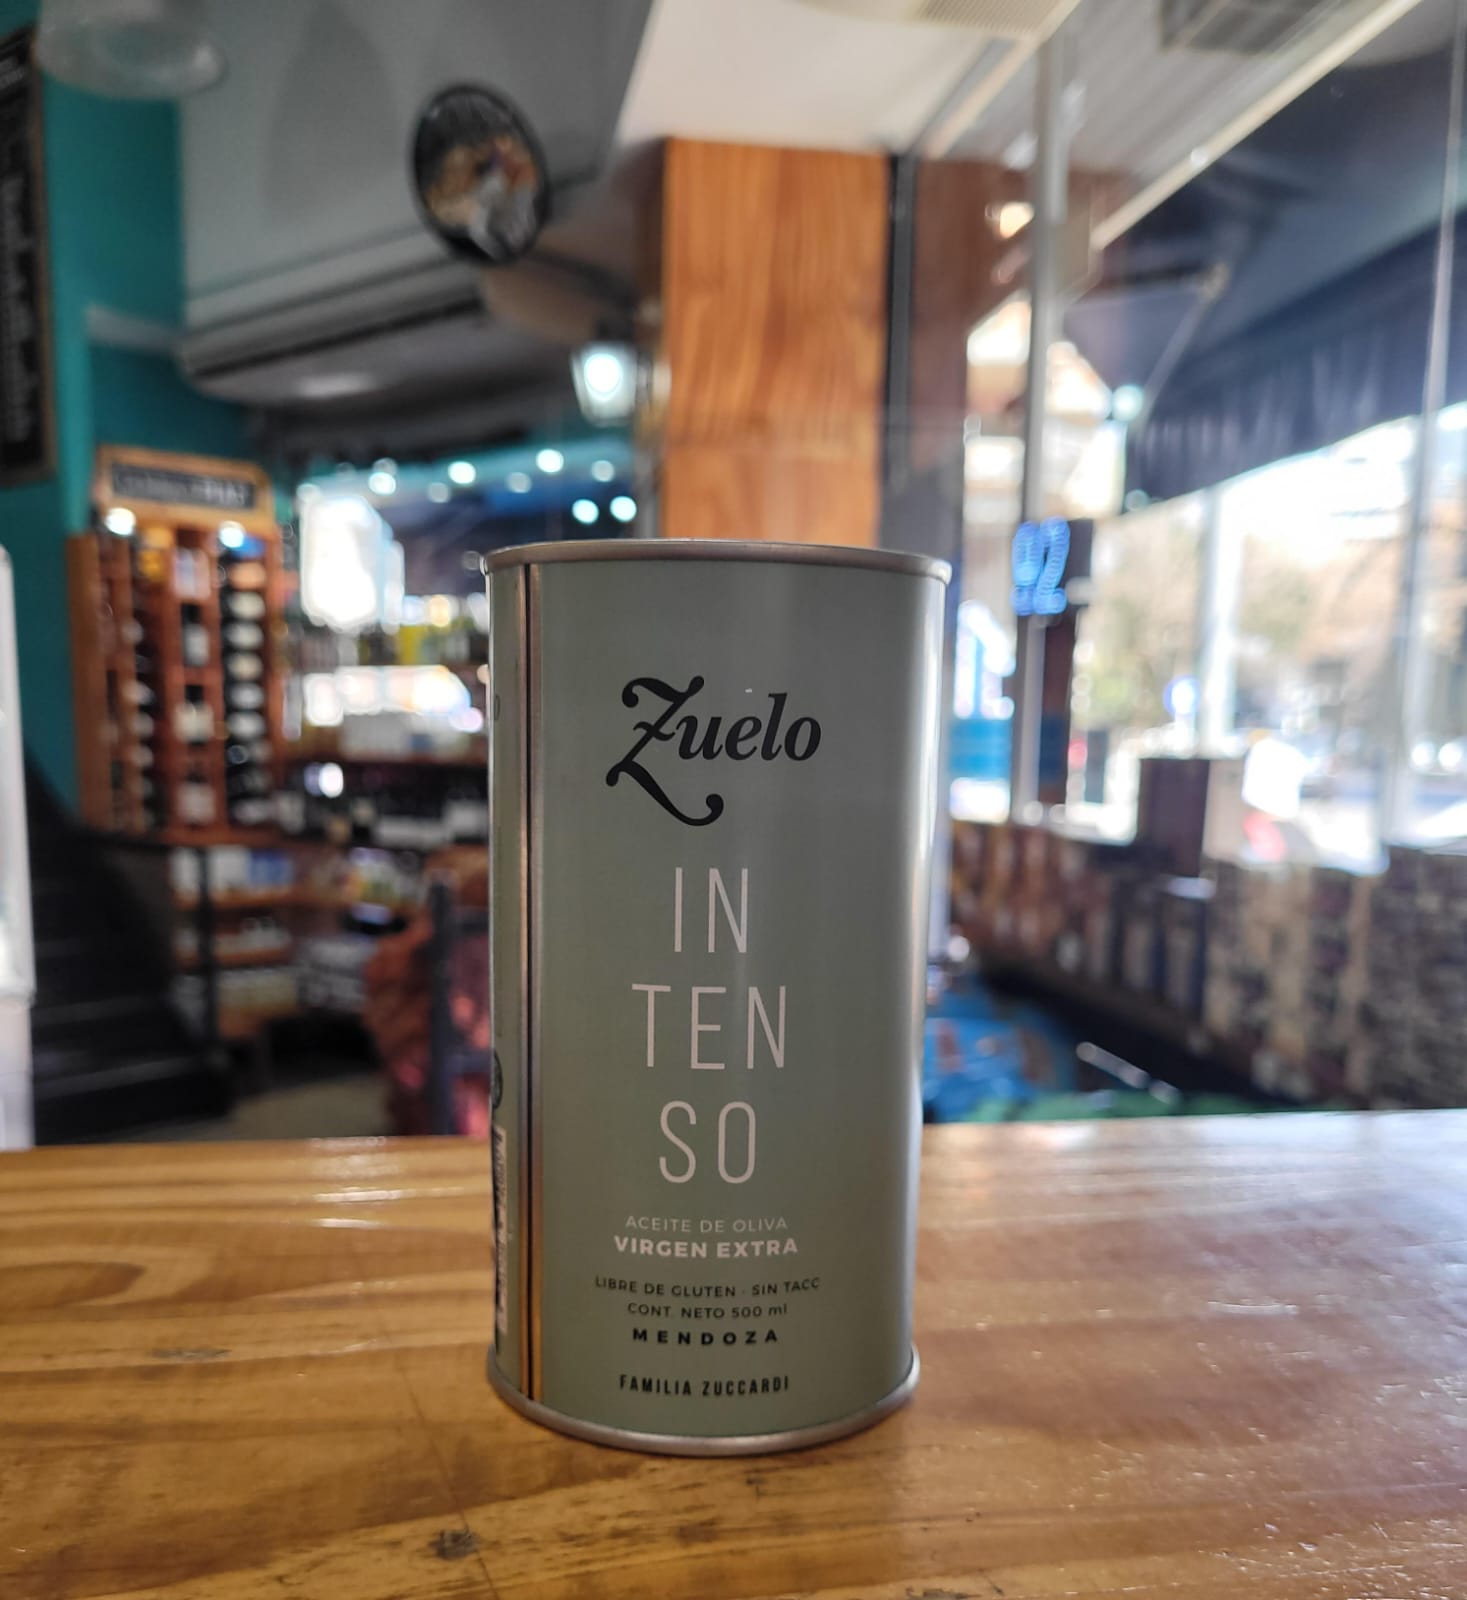 Zuelo
IN
TEN
SO
ACEITE DE OLIVA
VIRGEN EXTRA
LIBRE DE GLUTEN · SIN TACC
CONT. NETO 500 ml
MENDOZA
FAMILIA ZUCCARDI